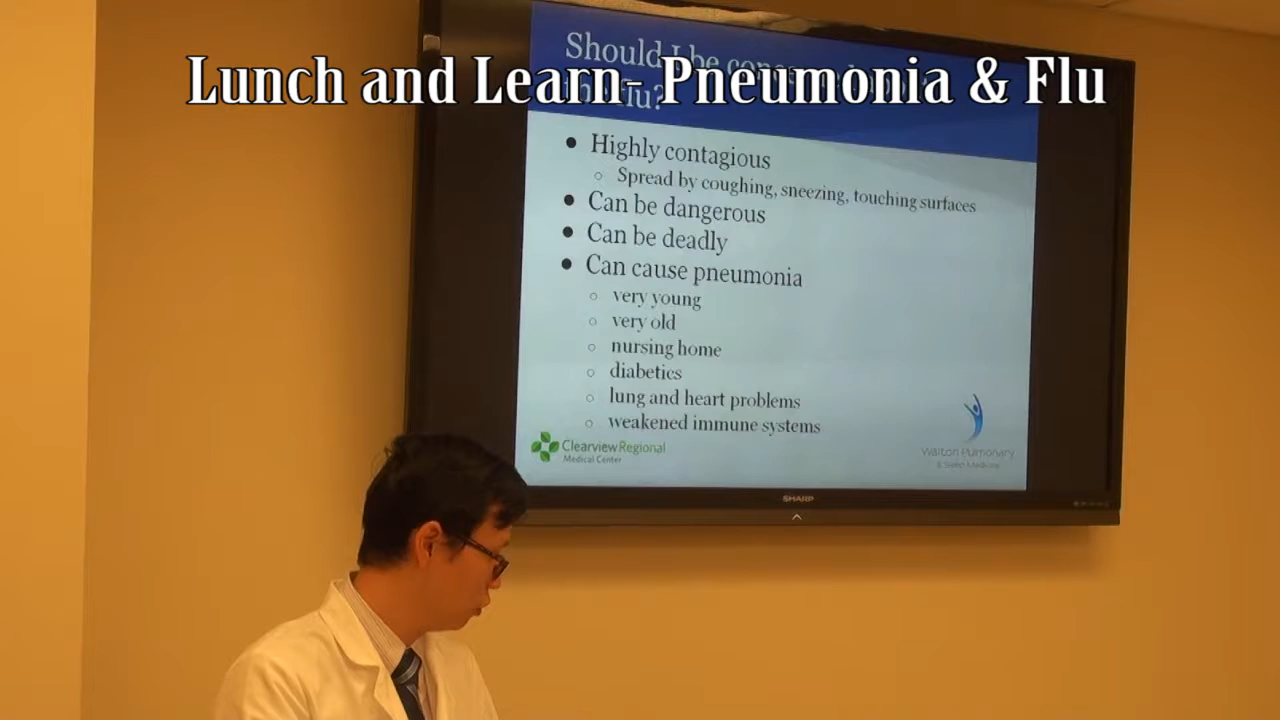 Lunch and Learn- Pneumonia & Flu
Should I be
flu?
• Highly contagious
○ Spread by coughing, sneezing, touching surfaces
• Can be dangerous
• Can be deadly
• Can cause pneumonia
○ very young
○ very old
○ nursing home
○ diabetics
○ lung and heart problems
○ weakened immune systems
Clearview Regional
Medical Center
Walton Pulmonary
& Sleep Medicine
SHARP